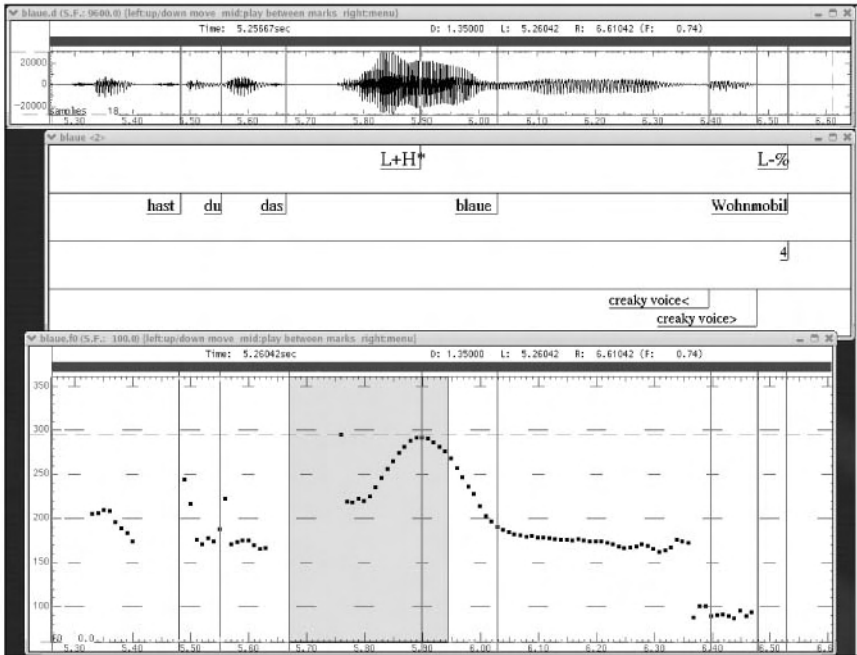 blaue.d (S.F.: 9600.0) {left:up/down move mid:play between marks right:menu}
Time: 5.25667sec D: 1.35000 L: 5.26042 R: 6.61042 (F: 0.74)
20000
0
-20000
Samples 18
5.30 5.40 5.50 5.60 5.70 5.80 5.90 6.00 6.10 6.20 6.30 6.40 6.50 6.60
blaue <2>
L+H* L-%
hast du das blaue Wohnmobil
4
creaky voice<
creaky voice>
blaue.f0 (S.F.: 100.0) {left:up/down move mid:play between marks right:menu}
Time: 5.26042sec D: 1.35000 L: 5.26042 R: 6.61042 (F: 0.74)
350
300
250
200
150
100
F0 0.0
5.30 5.40 5.50 5.60 5.70 5.80 5.90 6.00 6.10 6.20 6.30 6.40 6.50 6.60